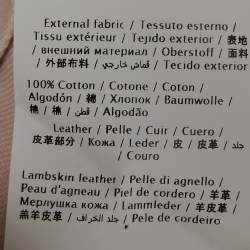 External fabric / Tessuto esterno /
Tissu extérieur / Tejido exterior / 表地
/ внешний материал / Oberstoff / 面料
/ 外部布料 / قماش خارجي / Tecido exterior
100% Cotton / Cotone / Coton /
Algodón / 綿 / Хлопок / Baumwolle /
棉 / 棉 / قطن / Algodão
Leather / Pelle / Cuir / Cuero /
皮革部分 / Кожа / Leder / 皮 / 皮革 / جلد
/ Couro
Lambskin leather / Pelle di agnello /
Peau d'agneau / Piel de cordero / 羊革 /
Мерлушка кожа / Lammleder / 羊皮革 /
羔羊皮革 / جلد الخراف / Pele de cordeiro